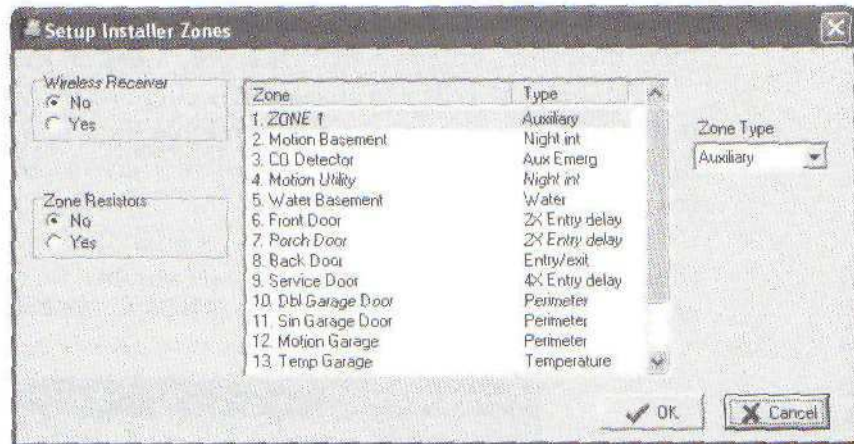 Setup Installer Zones
Wireless Receiver
No
Yes
Zone Resistors
No
Yes
Zone Type
1. ZONE 1 Auxiliary
2. Motion Basement Night int
3. CO Detector Aux Emerg
4. Motion Utility Night int
5. Water Basement Water
6. Front Door 2X Entry delay
7. Porch Door 2X Entry delay
8. Back Door Entry/exit
9. Service Door 4X Entry delay
10. Dbl Garage Door Perimeter
11. Sin Garage Door Perimeter
12. Motion Garage Perimeter
13. Temp Garage Temperature
Zone Type
Auxiliary
OK
Cancel